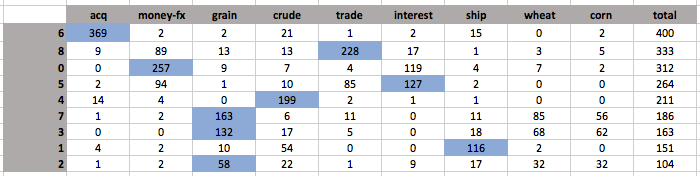 acq money-fx grain crude trade interest ship wheat corn total
6 369 2 2 21 1 2 15 0 2 400
8 9 89 13 13 228 17 1 3 5 333
0 0 257 9 7 4 119 4 7 2 312
5 2 94 1 10 85 127 2 0 0 264
4 14 4 0 199 2 1 1 0 0 211
7 1 2 163 6 11 0 11 85 56 186
3 0 0 132 17 5 0 18 68 62 163
1 4 2 10 54 0 0 116 2 0 151
2 1 2 58 22 1 9 17 32 32 104